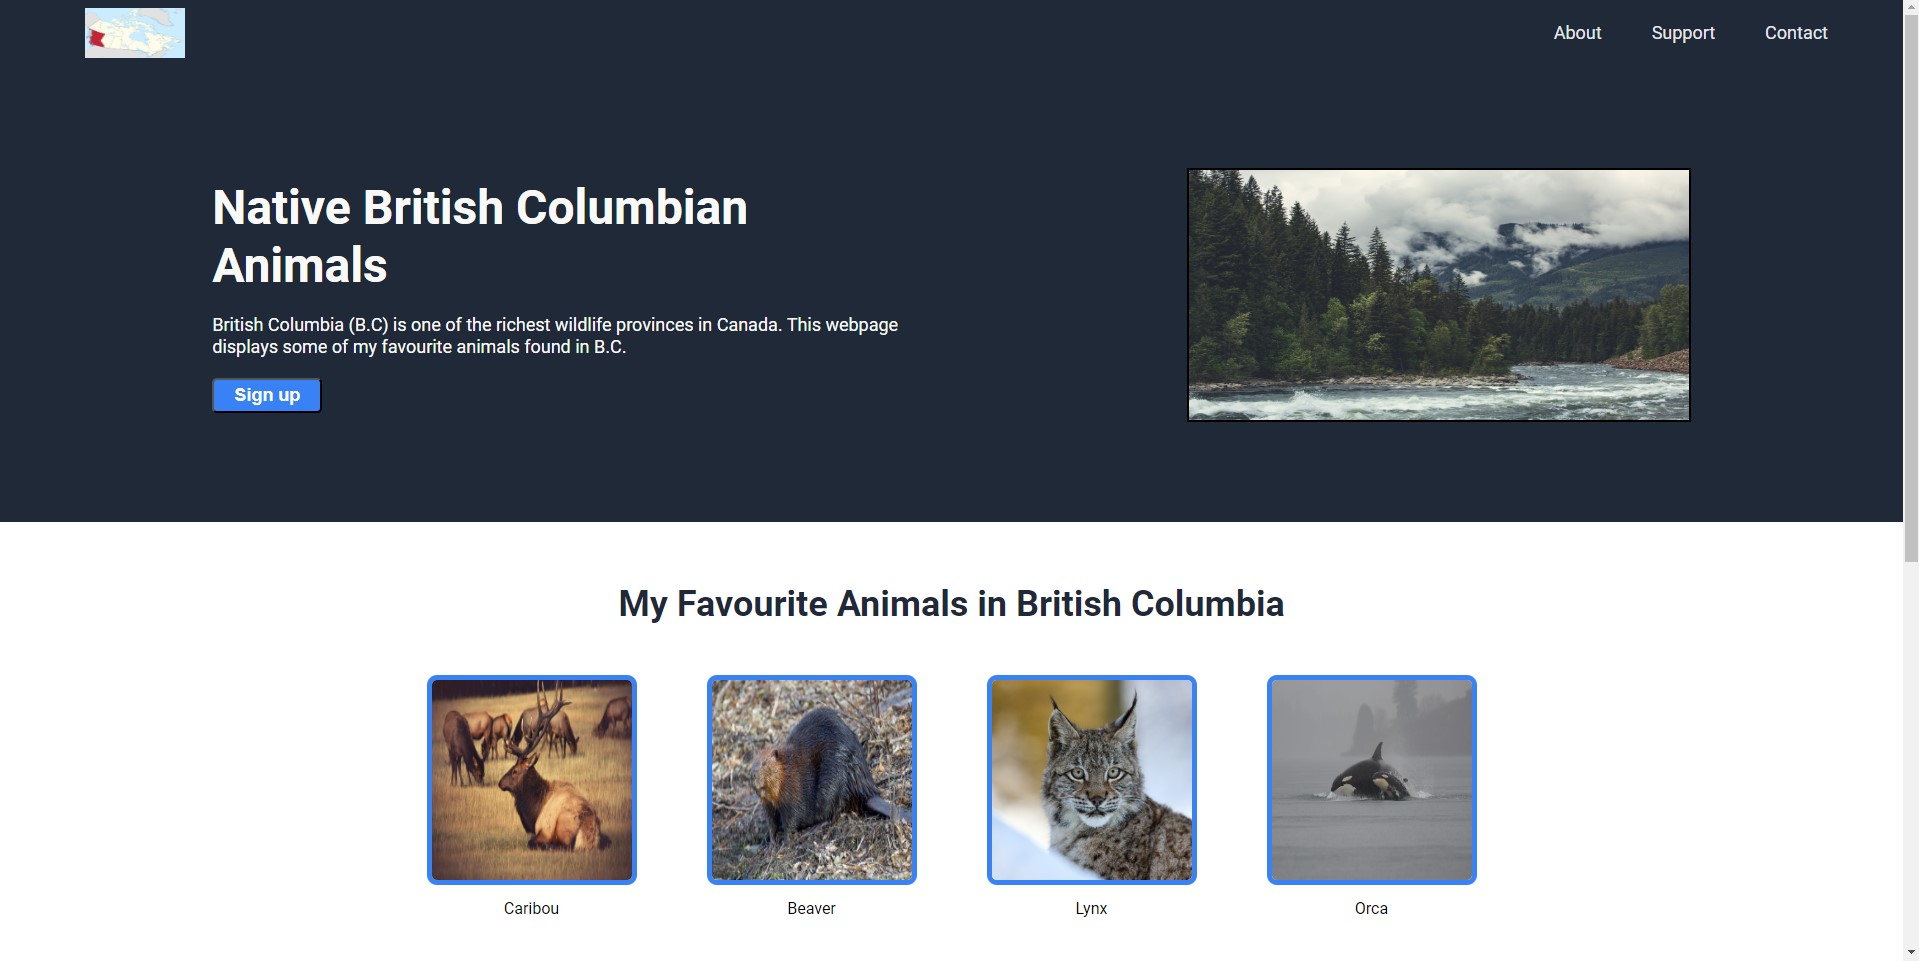 About
Support
Contact
Native British Columbian
Animals
British Columbia (B.C) is one of the richest wildlife provinces in Canada. This webpage
displays some of my favourite animals found in B.C.
Sign up
My Favourite Animals in British Columbia
Caribou
Beaver
Lynx
Orca